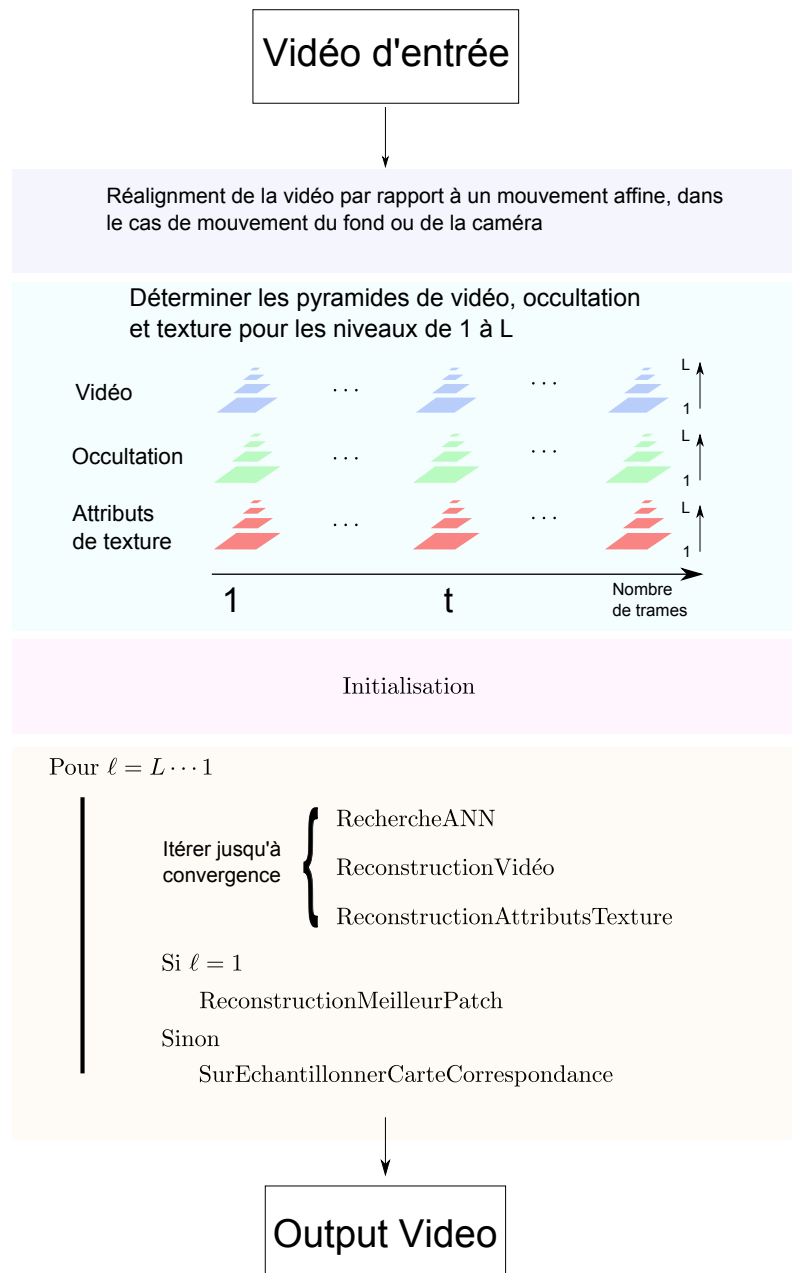 Vidéo d'entrée
Réalignment de la vidéo par rapport à un mouvement affine, dans
le cas de mouvement du fond ou de la caméra
Déterminer les pyramides de vidéo, occultation
et texture pour les niveaux de 1 à L
Vidéo
. . .
. . .
L
1
Occultation
. . .
. . .
L
1
Attributs
de texture
. . .
. . .
L
1
1
t
Nombre
de trames
Initialisation
Pour ℓ = L · · · 1
Itérer jusqu'à
convergence
{
RechercheANN
ReconstructionVidéo
ReconstructionAttributsTexture
Si ℓ = 1
ReconstructionMeilleurPatch
Sinon
SurEchantillonnerCarteCorrespondance
Output Video